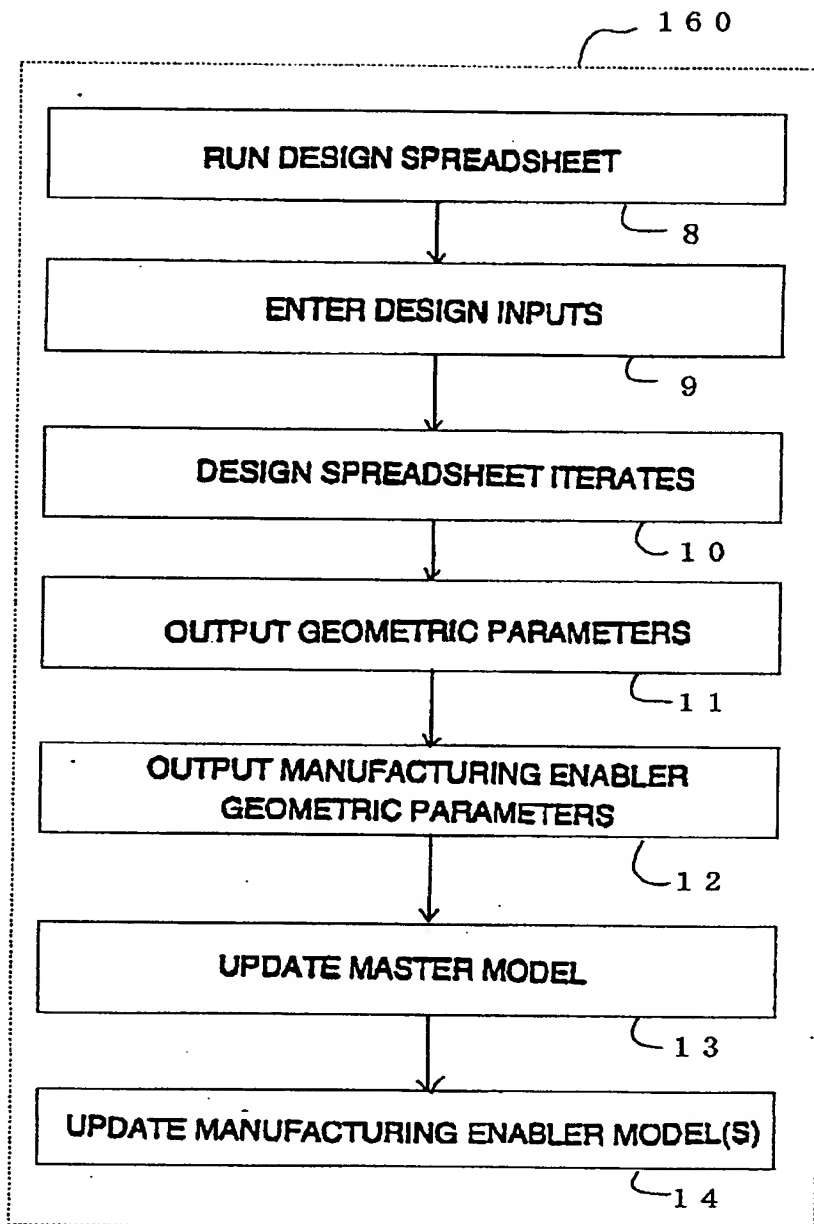 160
RUN DESIGN SPREADSHEET
8
ENTER DESIGN INPUTS
9
DESIGN SPREADSHEET ITERATES
10
OUTPUT GEOMETRIC PARAMETERS
11
OUTPUT MANUFACTURING ENABLER
GEOMETRIC PARAMETERS
12
UPDATE MASTER MODEL
13
UPDATE MANUFACTURING ENABLER MODEL(S)
14